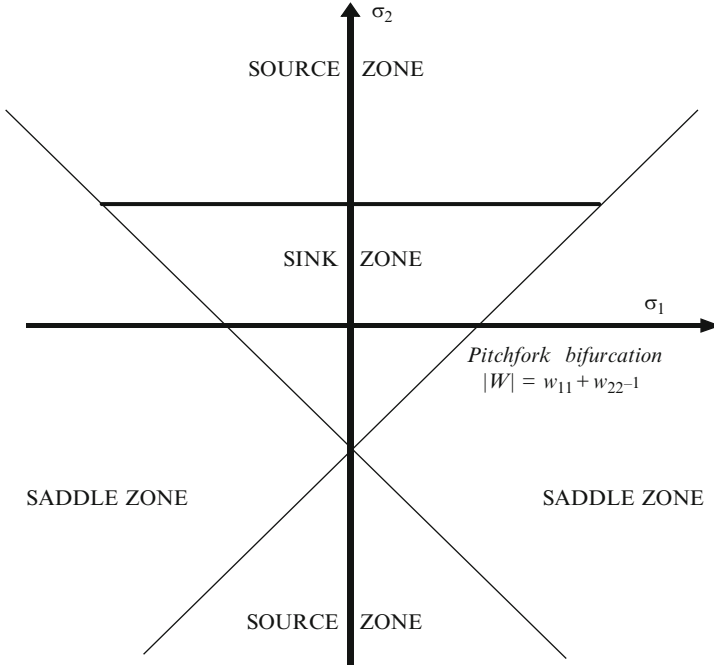 σ₂
SOURCE ZONE
SINK ZONE
σ₁
Pitchfork bifurcation
|W| = w₁₁ + w₂₂₋₁
SADDLE ZONE
SADDLE ZONE
SOURCE ZONE